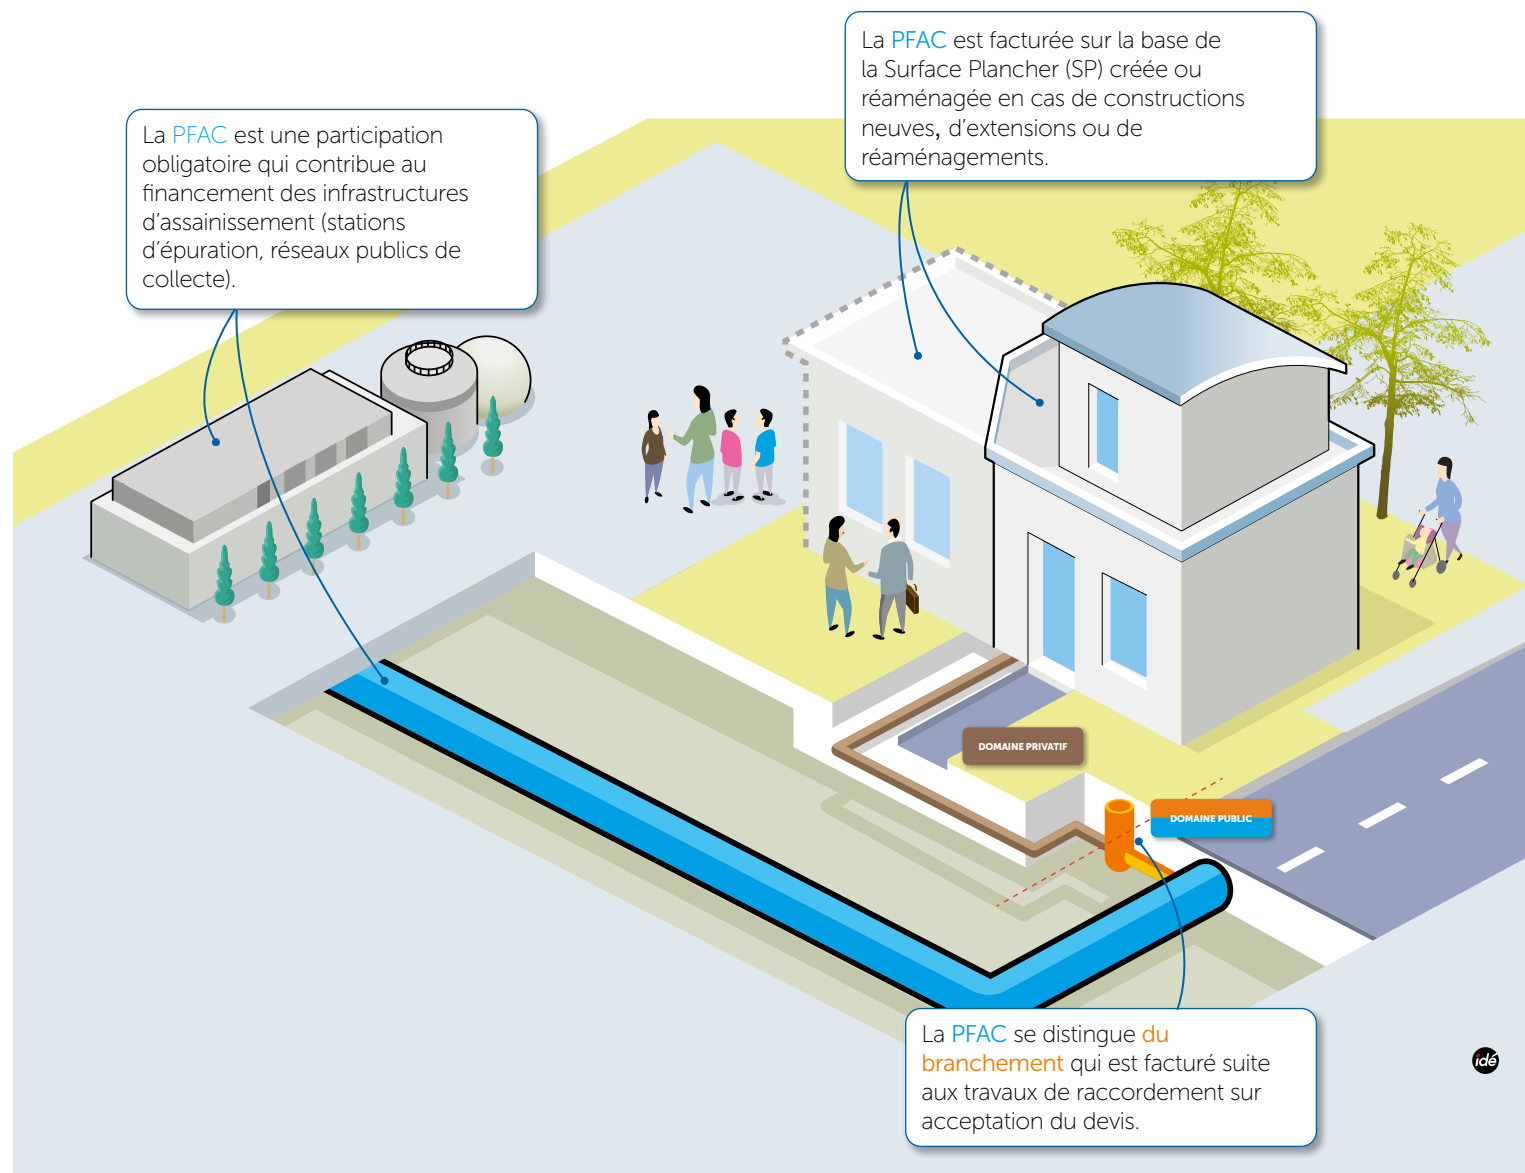 La PFAC est facturée sur la base de
la Surface Plancher (SP) créée ou
réaménagée en cas de constructions
neuves, d'extensions ou de
réaménagements.
La PFAC est une participation
obligatoire qui contribue au
financement des infrastructures
d'assainissement (stations
d'épuration, réseaux publics de
collecte).
DOMAINE PRIVATIF
DOMAINE PUBLIC
La PFAC se distingue du
branchement qui est facturé suite
aux travaux de raccordement sur
acceptation du devis.
idé